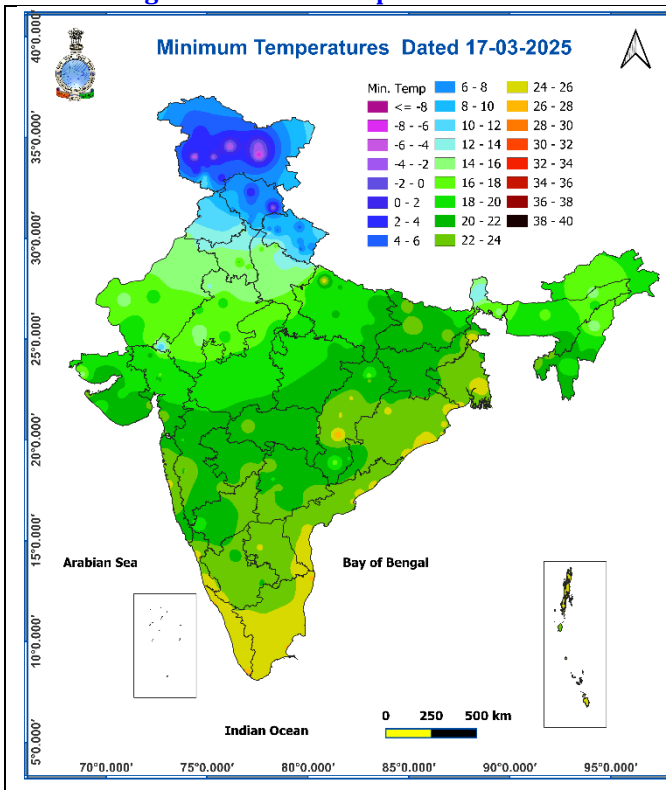 Minimum Temperatures Dated 17-03-2025
Min. Temp
<= -8
-8 - -6
-6 - -4
-4 - -2
-2 - 0
0 - 2
2 - 4
4 - 6
6 - 8
8 - 10
10 - 12
12 - 14
14 - 16
16 - 18
18 - 20
20 - 22
22 - 24
24 - 26
26 - 28
28 - 30
30 - 32
32 - 34
34 - 36
36 - 38
38 - 40
40°0.000'
35°0.000'
30°0.000'
25°0.000'
20°0.000'
15°0.000'
10°0.000'
5°0.000'
Arabian Sea
Bay of Bengal
Indian Ocean
0 250 500 km
70°0.000' 75°0.000' 80°0.000' 85°0.000' 90°0.000' 95°0.000'